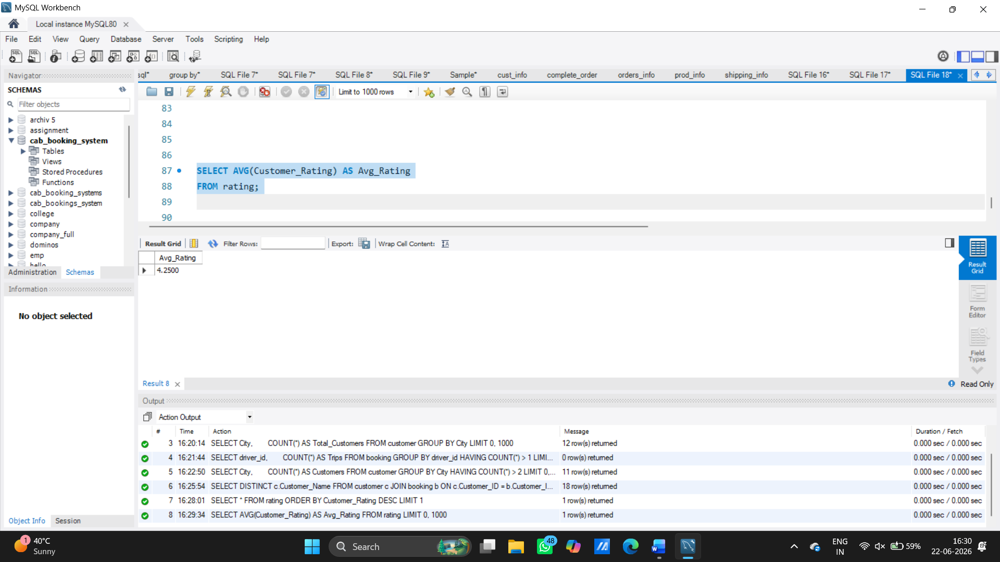 MySQL Workbench
Local instance MySQL80
File Edit View Query Database Server Tools Scripting Help
Navigator
sql* group by* SQL File 7* SQL File 7* SQL File 8* SQL File 9* Sample* cust_info complete_order orders_info prod_info shipping_info SQL File 16* SQL File 17* SQL File 18*
SCHEMAS
Limit to 1000 rows
Filter objects
archiv 5
assignment
cab_booking_system
Tables
Views
Stored Procedures
Functions
cab_booking_systems
cab_bookings_system
college
company
company_full
dominos
emp
hello
Administration Schemas
Information
No object selected
83
84
85
86
87 SELECT AVG(Customer_Rating) AS Avg_Rating
88 FROM rating;
89
90
Result Grid Filter Rows: Export: Wrap Cell Content:
Avg_Rating
4.2500
Result Grid
Form Editor
Field Types
Result 8
Read Only
Output
Action Output
# Time Action Message Duration / Fetch
3 16:20:14 SELECT City, COUNT(*) AS Total_Customers FROM customer GROUP BY City LIMIT 0, 1000 12 row(s) returned 0.000 sec / 0.000 sec
4 16:21:44 SELECT driver_id, COUNT(*) AS Trips FROM booking GROUP BY driver_id HAVING COUNT(*) > 1 LIMI... 0 row(s) returned 0.000 sec / 0.000 sec
5 16:22:50 SELECT City, COUNT(*) AS Customers FROM customer GROUP BY City HAVING COUNT(*) > 2 LIMIT 0,... 11 row(s) returned 0.000 sec / 0.000 sec
6 16:25:54 SELECT DISTINCT c.Customer_Name FROM customer c JOIN booking b ON c.Customer_ID = b.Customer_I... 18 row(s) returned 0.000 sec / 0.000 sec
7 16:28:01 SELECT * FROM rating ORDER BY Customer_Rating DESC LIMIT 1 1 row(s) returned 0.000 sec / 0.000 sec
8 16:29:34 SELECT AVG(Customer_Rating) AS Avg_Rating FROM rating LIMIT 0, 1000 1 row(s) returned 0.000 sec / 0.000 sec
Object Info Session
1
40°C
Sunny
Search
48
ENG
IN
59%
16:30
22-06-2026